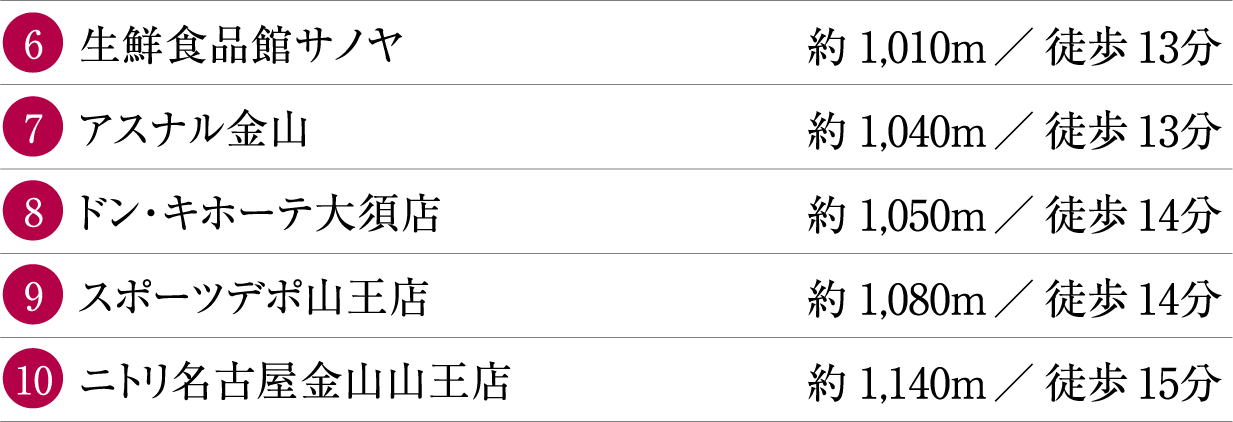 6 生鮮食品館サノヤ 約1,010m／徒歩13分
7 アスナル金山 約1,040m／徒歩13分
8 ドン・キホーテ大須店 約1,050m／徒歩14分
9 スポーツデポ山王店 約1,080m／徒歩14分
10 ニトリ名古屋金山山王店 約1,140m／徒歩15分